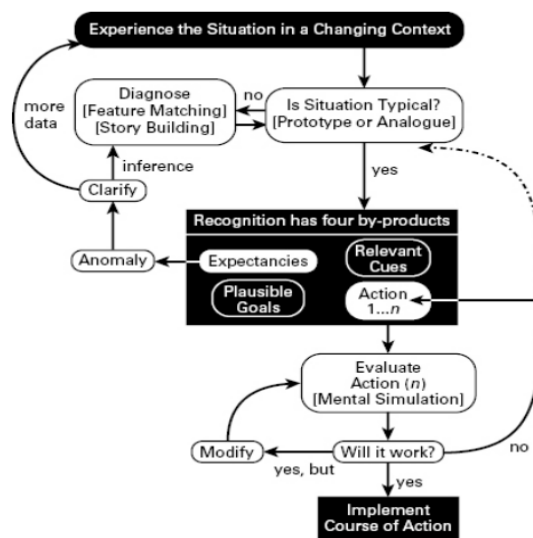 Experience the Situation in a Changing Context
Diagnose
[Feature Matching]
[Story Building]
no
Is Situation Typical?
[Prototype or Analogue]
more
data
inference
yes
Clarify
Recognition has four by-products
Anomaly
Expectancies
Relevant
Cues
Plausible
Goals
Action
1...n
Evaluate
Action (n)
[Mental Simulation]
Modify
Will it work?
no
yes, but
yes
Implement
Course of Action